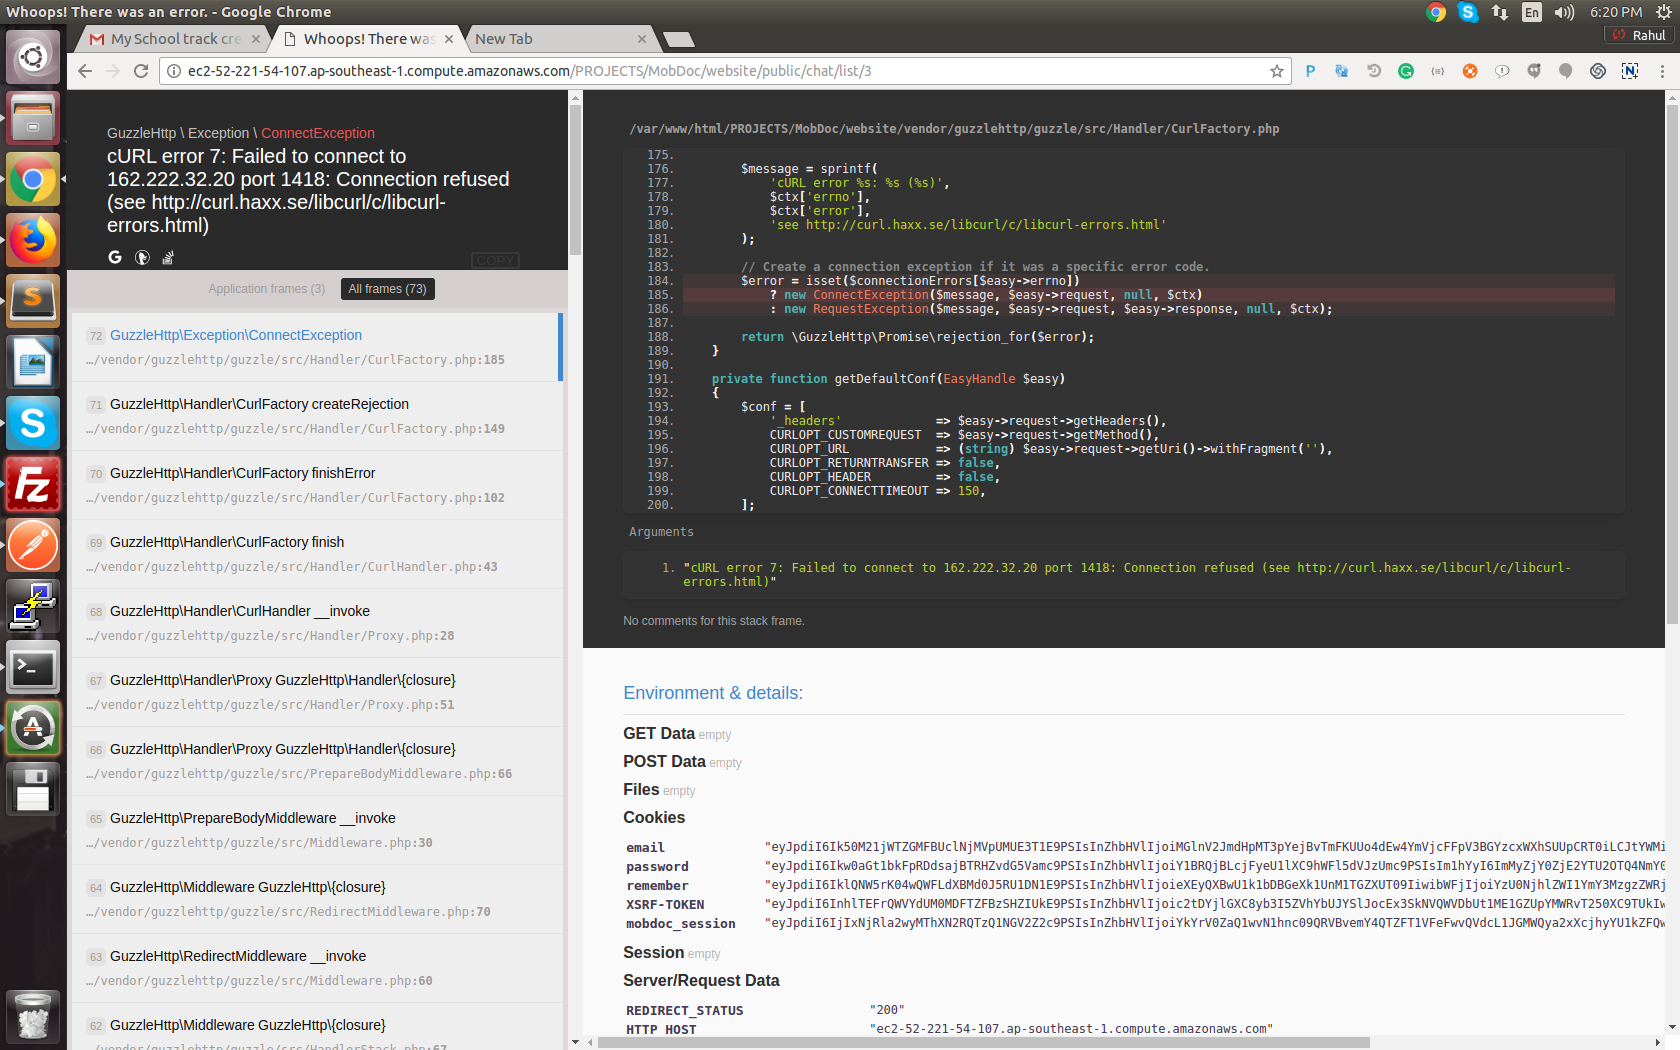 Whoops! There was an error. - Google Chrome
En
6:20 PM
Rahul
My School track cre
Whoops! There was
New Tab
ec2-52-221-54-107.ap-southeast-1.compute.amazonaws.com/PROJECTS/MobDoc/website/public/chat/list/3
GuzzleHttp \ Exception \ ConnectException
cURL error 7: Failed to connect to
162.222.32.20 port 1418: Connection refused
(see http://curl.haxx.se/libcurl/c/libcurl-
errors.html)
COPY
Application frames (3)
All frames (73)
72 GuzzleHttp\Exception\ConnectException
…/vendor/guzzlehttp/guzzle/src/Handler/CurlFactory.php:185
71 GuzzleHttp\Handler\CurlFactory createRejection
…/vendor/guzzlehttp/guzzle/src/Handler/CurlFactory.php:149
70 GuzzleHttp\Handler\CurlFactory finishError
…/vendor/guzzlehttp/guzzle/src/Handler/CurlFactory.php:102
69 GuzzleHttp\Handler\CurlFactory finish
…/vendor/guzzlehttp/guzzle/src/Handler/CurlHandler.php:43
68 GuzzleHttp\Handler\CurlHandler __invoke
…/vendor/guzzlehttp/guzzle/src/Handler/Proxy.php:28
67 GuzzleHttp\Handler\Proxy GuzzleHttp\Handler\{closure}
…/vendor/guzzlehttp/guzzle/src/Handler/Proxy.php:51
66 GuzzleHttp\Handler\Proxy GuzzleHttp\Handler\{closure}
…/vendor/guzzlehttp/guzzle/src/PrepareBodyMiddleware.php:66
65 GuzzleHttp\PrepareBodyMiddleware __invoke
…/vendor/guzzlehttp/guzzle/src/Middleware.php:30
64 GuzzleHttp\Middleware GuzzleHttp\{closure}
…/vendor/guzzlehttp/guzzle/src/RedirectMiddleware.php:70
63 GuzzleHttp\RedirectMiddleware __invoke
…/vendor/guzzlehttp/guzzle/src/Middleware.php:60
62 GuzzleHttp\Middleware GuzzleHttp\{closure}
…/vendor/guzzlehttp/guzzle/src/HandlerStack.php:67
/var/www/html/PROJECTS/MobDoc/website/vendor/guzzlehttp/guzzle/src/Handler/CurlFactory.php
175.
176. $message = sprintf(
177. 'cURL error %s: %s (%s)',
178. $ctx['errno'],
179. $ctx['error'],
180. 'see http://curl.haxx.se/libcurl/c/libcurl-errors.html'
181. );
182.
183. // Create a connection exception if it was a specific error code.
184. $error = isset($connectionErrors[$easy->errno])
185. ? new ConnectException($message, $easy->request, null, $ctx)
186. : new RequestException($message, $easy->request, $easy->response, null, $ctx);
187.
188. return \GuzzleHttp\Promise\rejection_for($error);
189. }
190.
191. private function getDefaultConf(EasyHandle $easy)
192. {
193. $conf = [
194. '_headers' => $easy->request->getHeaders(),
195. CURLOPT_CUSTOMREQUEST => $easy->request->getMethod(),
196. CURLOPT_URL => (string) $easy->request->getUri()->withFragment(''),
197. CURLOPT_RETURNTRANSFER => false,
198. CURLOPT_HEADER => false,
199. CURLOPT_CONNECTTIMEOUT => 150,
200. ];
Arguments
1. "cURL error 7: Failed to connect to 162.222.32.20 port 1418: Connection refused (see http://curl.haxx.se/libcurl/c/libcurl-
errors.html)"
No comments for this stack frame.
Environment & details:
GET Data empty
POST Data empty
Files empty
Cookies
email
password
remember
XSRF-TOKEN
mobdoc_session
Session empty
Server/Request Data
REDIRECT_STATUS "200"
HTTP_HOST "ec2-52-221-54-107.ap-southeast-1.compute.amazonaws.com"